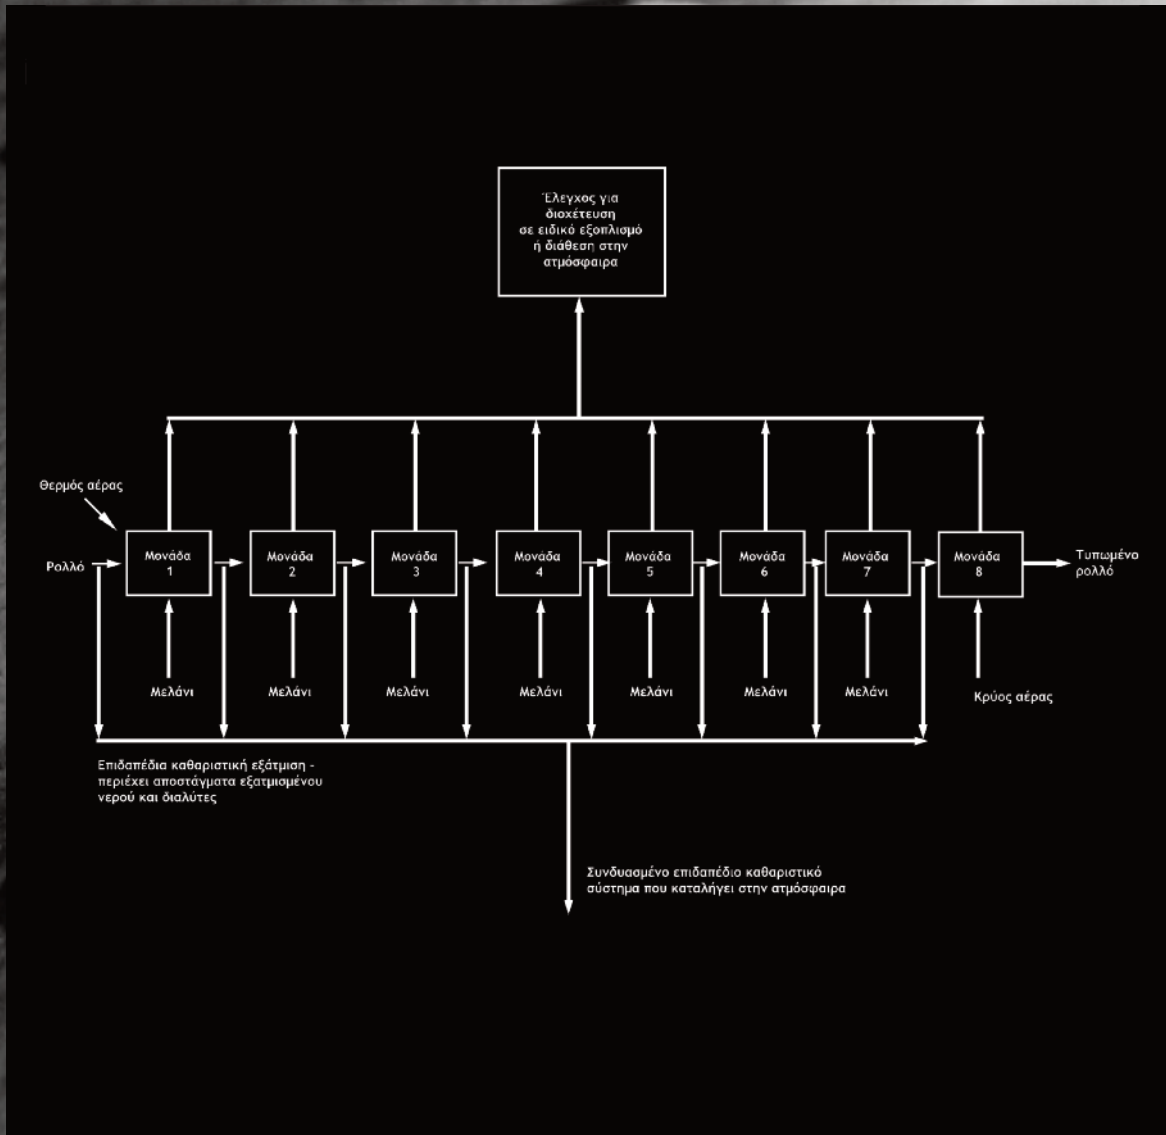 Έλεγχος για
διοχέτευση
σε ειδικό εξοπλισμό
ή διάθεση στην
ατμόσφαιρα
Θερμός αέρας
Ρολλό
Μονάδα
1
Μονάδα
2
Μονάδα
3
Μονάδα
4
Μονάδα
5
Μονάδα
6
Μονάδα
7
Μονάδα
8
Τυπωμένο
ρολλό
Μελάνι
Μελάνι
Μελάνι
Μελάνι
Μελάνι
Μελάνι
Μελάνι
Κρύος αέρας
Επιδαπέδια καθαριστική εξάτμιση -
περιέχει αποστάγματα εξατμισμένου
νερού και διαλύτες
Συνδυασμένο επιδαπέδιο καθαριστικό
σύστημα που καταλήγει στην ατμόσφαιρα